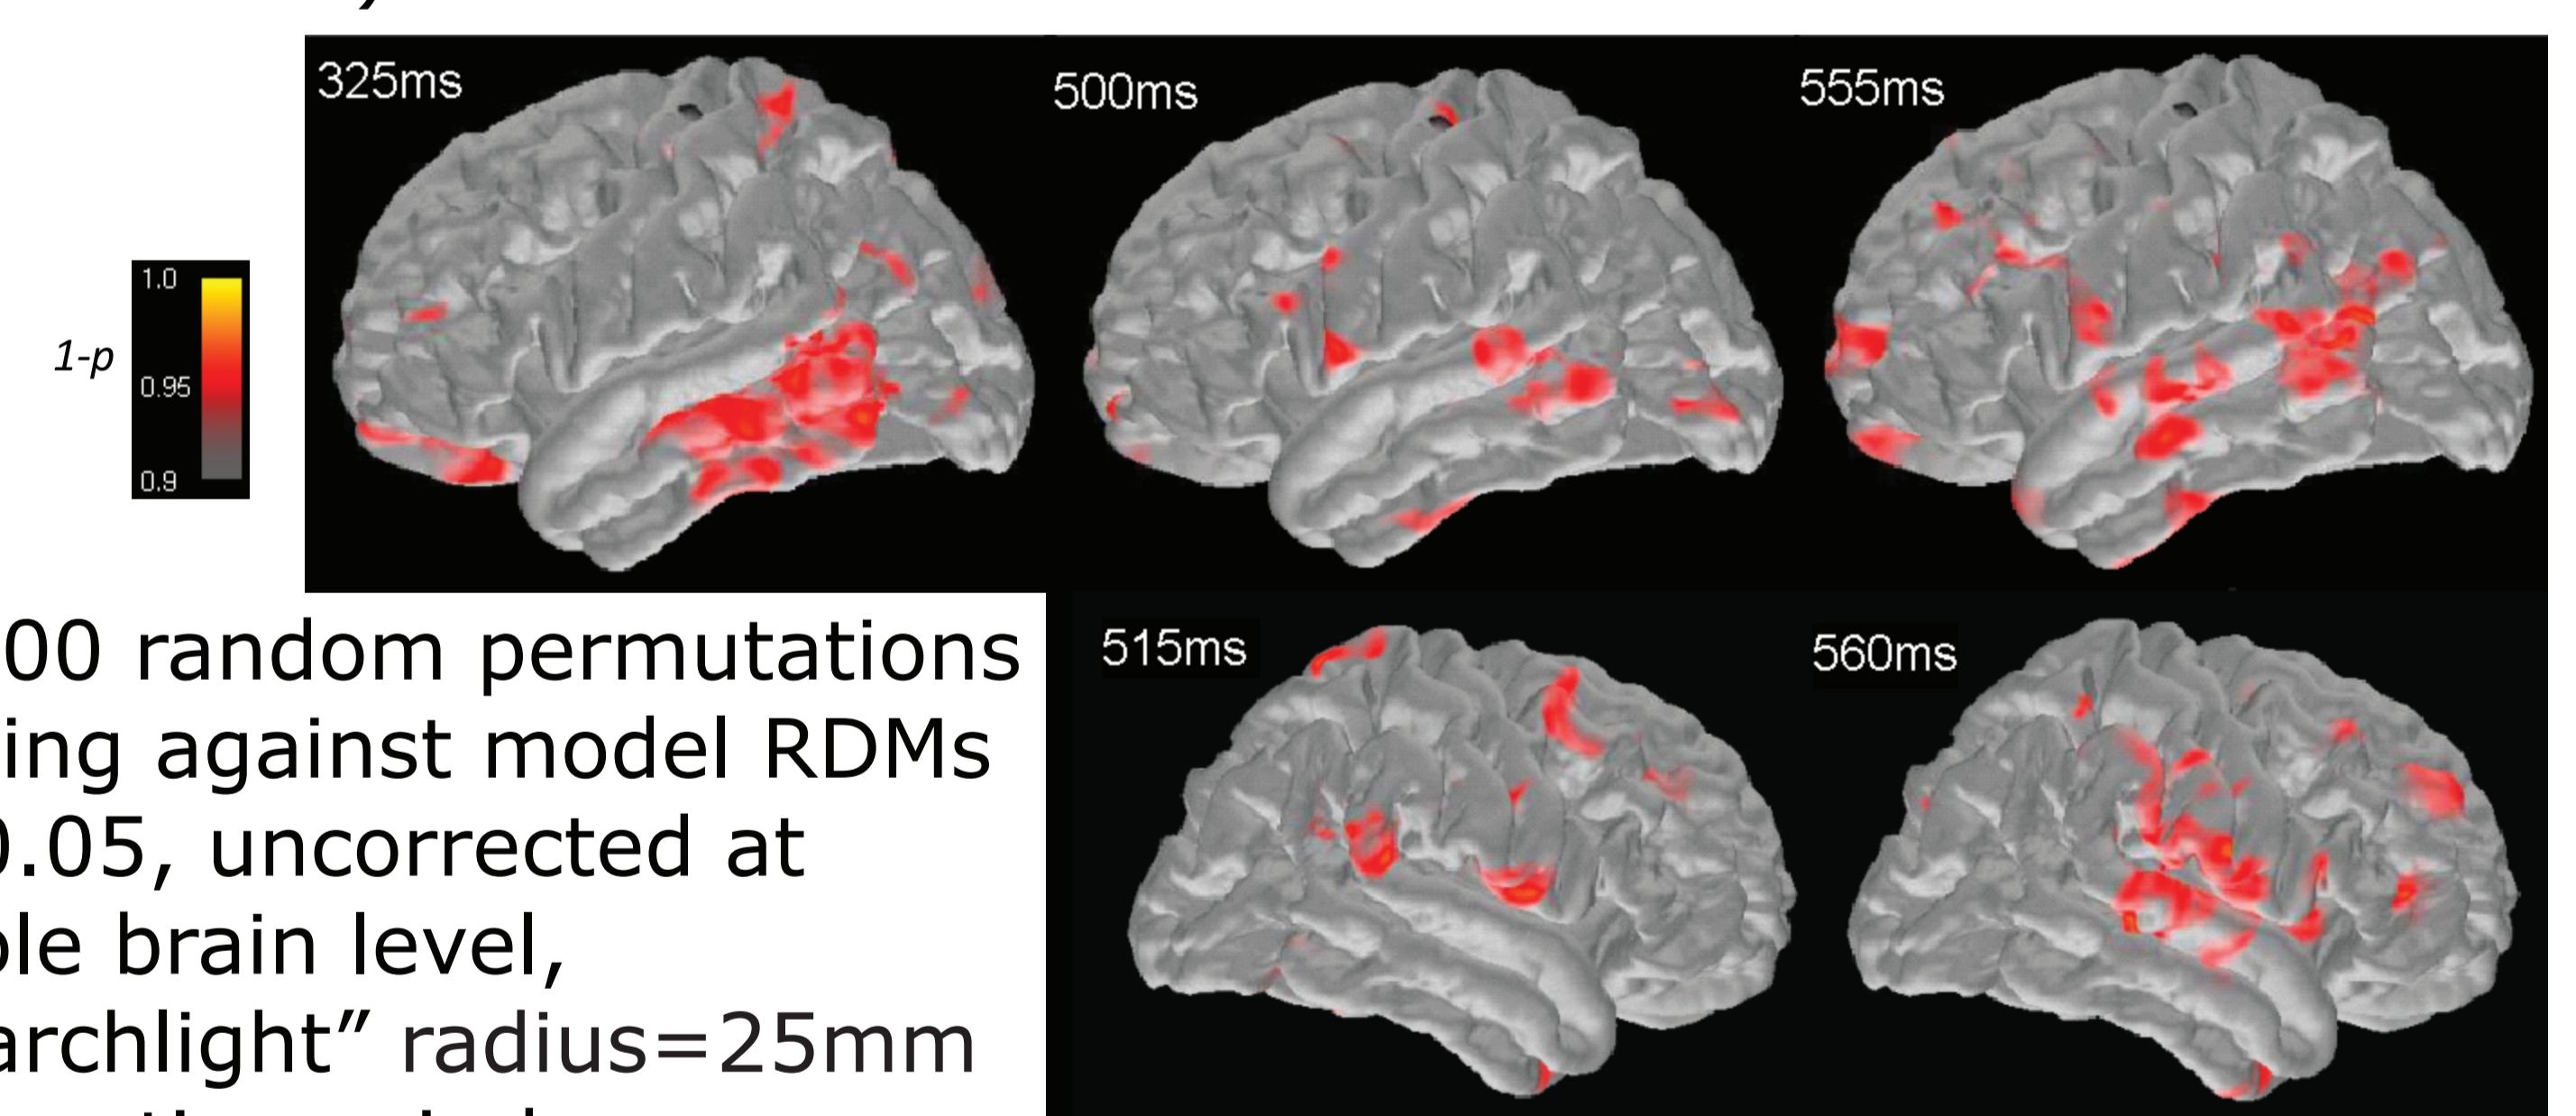 325ms
500ms
555ms
1.0
0.95
0.9
1-p
00 random permutations
ing against model RDMs
0.05, uncorrected at
ole brain level,
archlight” radius=25mm
515ms
560ms